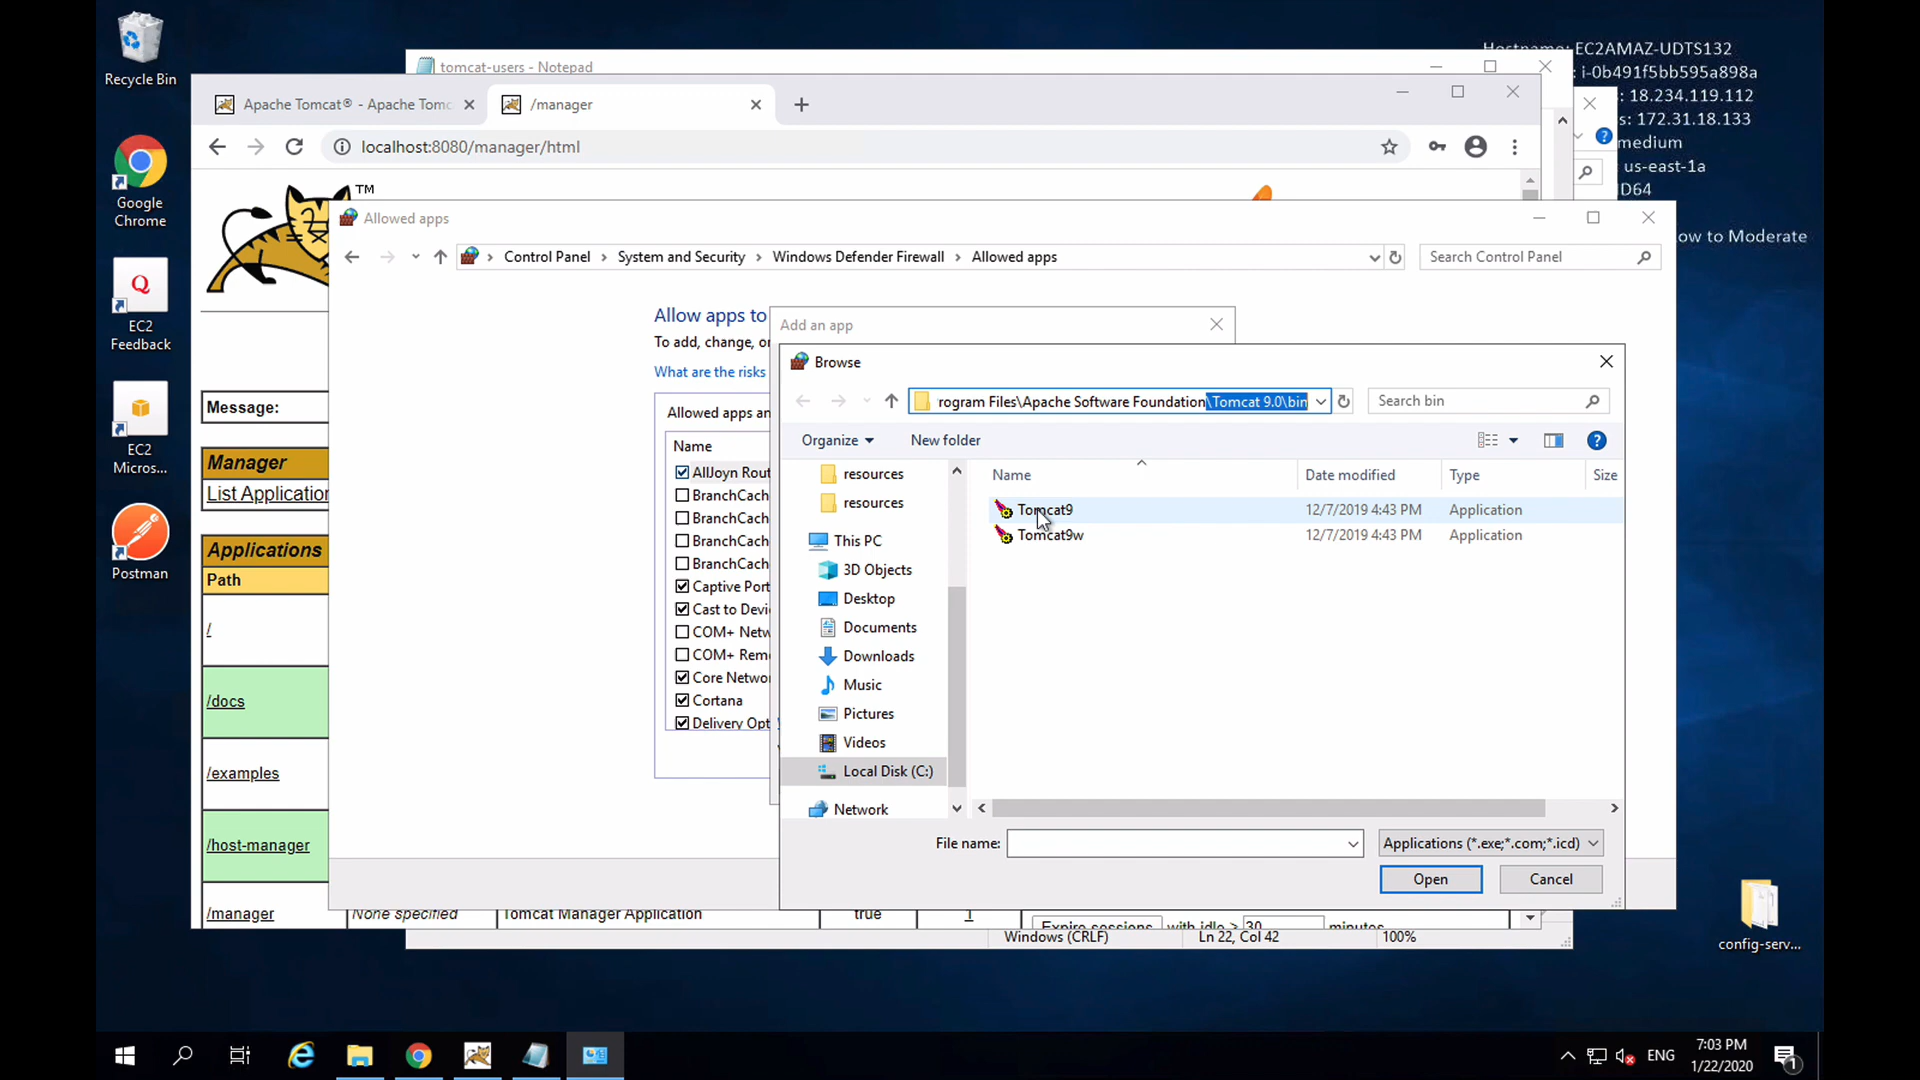 Recycle Bin
Google
Chrome
EC2
Feedback
EC2
Micros...
Postman
tomcat-users - Notepad
EC2AMAZ-UDTS132
: i-0b491f5bb595a898a
s: 18.234.119.112
s: 172.31.18.133
medium
us-east-1a
D64
ow to Moderate
Apache Tomcat® - Apache Tomc
/manager
localhost:8080/manager/html
TM
Message:
Manager
List Application
Applications
Path
/
/docs
/examples
/host-manager
/manager
None specified
Tomcat Manager Application
true
1
Expire sessions
with idle ≥
30
minutes
Allowed apps
Control Panel
System and Security
Windows Defender Firewall
Allowed apps
Search Control Panel
Allow apps to
To add, change, o
What are the risks
Allowed apps an
Name
AllJoyn Rout
BranchCach
BranchCach
BranchCach
BranchCach
Captive Port
Cast to Devi
COM+ Netw
COM+ Rem
Core Networ
Cortana
Delivery Opt
Add an app
Browse
rogram Files\Apache Software Foundation\Tomcat 9.0\bin
Search bin
Organize
New folder
resources
resources
This PC
3D Objects
Desktop
Documents
Downloads
Music
Pictures
Videos
Local Disk (C:)
Network
Name
Date modified
Type
Size
Tomcat9
12/7/2019 4:43 PM
Application
Tomcat9w
12/7/2019 4:43 PM
Application
File name:
Applications (*.exe;*.com;*.icd)
Open
Cancel
Windows (CRLF)
Ln 22, Col 42
100%
config-serv...
ENG
7:03 PM
1/22/2020
1